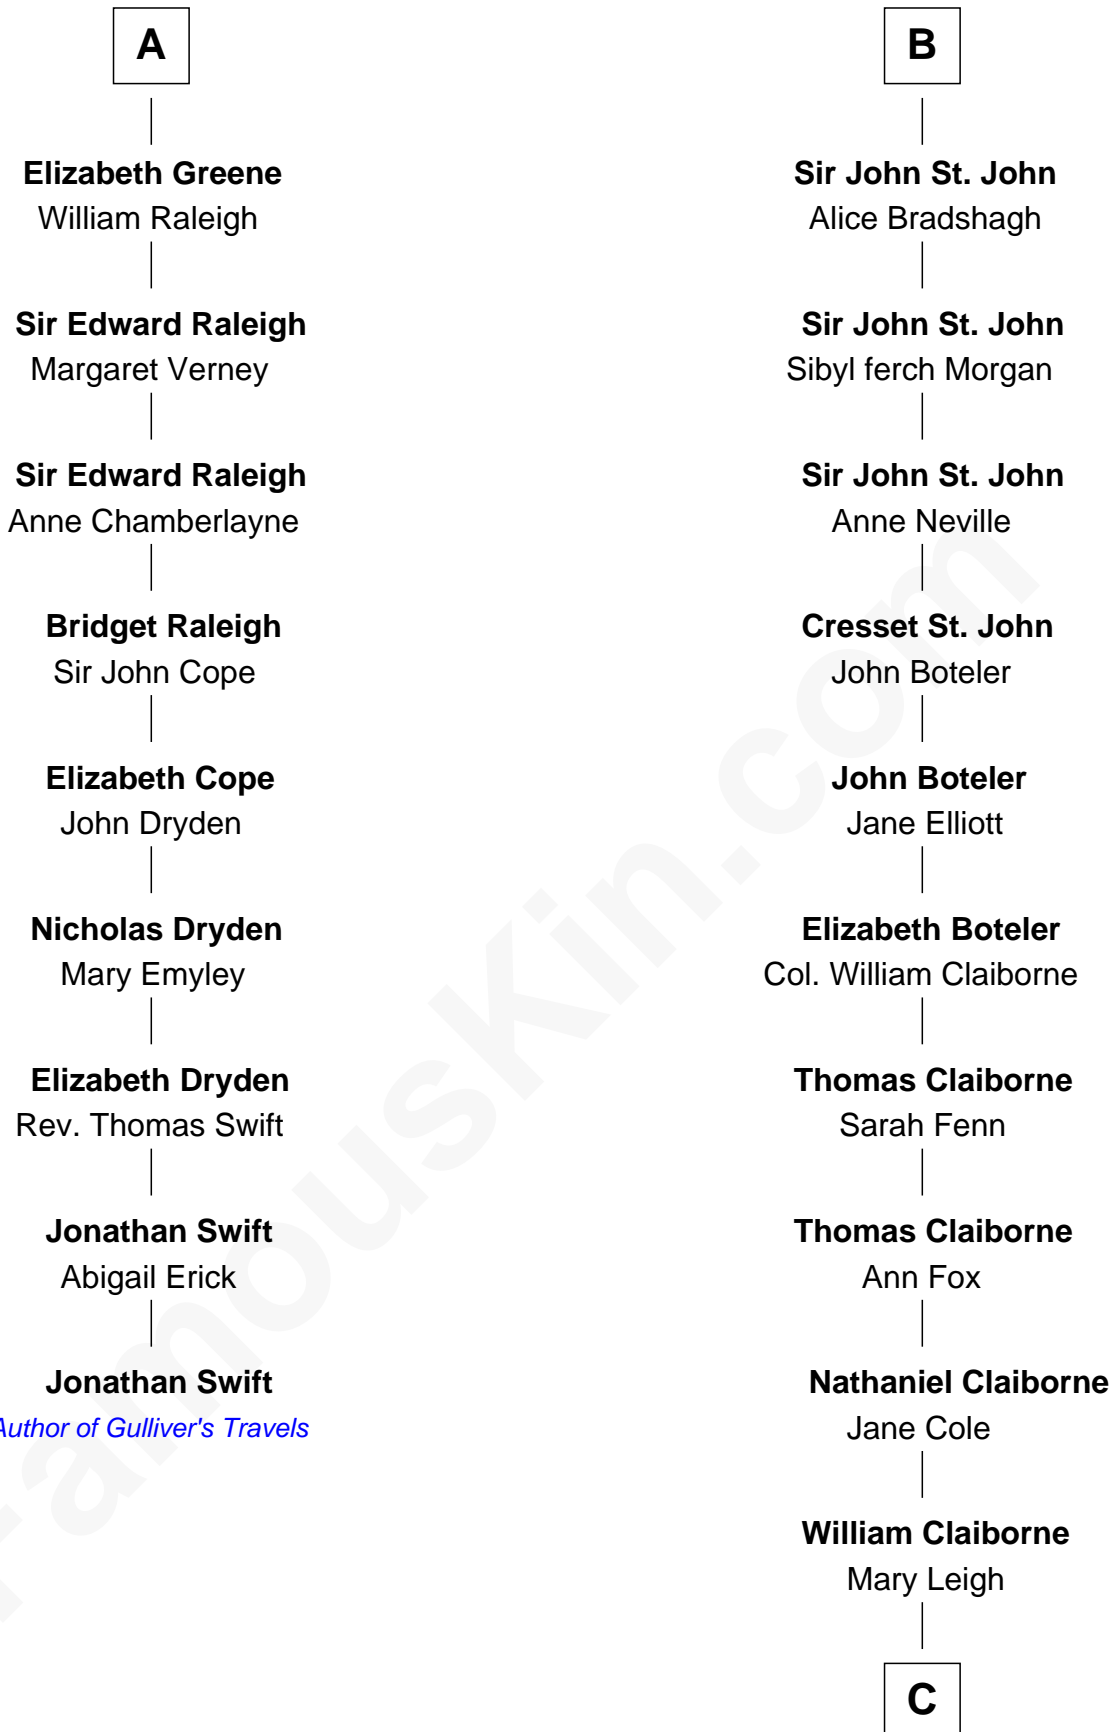 A
Elizabeth Greene
William Raleigh
Sir Edward Raleigh
Margaret Verney
Sir Edward Raleigh
Anne Chamberlayne
Bridget Raleigh
Sir John Cope
Elizabeth Cope
John Dryden
Nicholas Dryden
Mary Emyley
Elizabeth Dryden
Rev. Thomas Swift
Jonathan Swift
Abigail Erick
Jonathan Swift
Author of Gulliver's Travels
B
Sir John St. John
Alice Bradshagh
Sir John St. John
Sibyl ferch Morgan
Sir John St. John
Anne Neville
Cresset St. John
John Boteler
John Boteler
Jane Elliott
Elizabeth Boteler
Col. William Claiborne
Thomas Claiborne
Sarah Fenn
Thomas Claiborne
Ann Fox
Nathaniel Claiborne
Jane Cole
William Claiborne
Mary Leigh
C
FamousKin.com